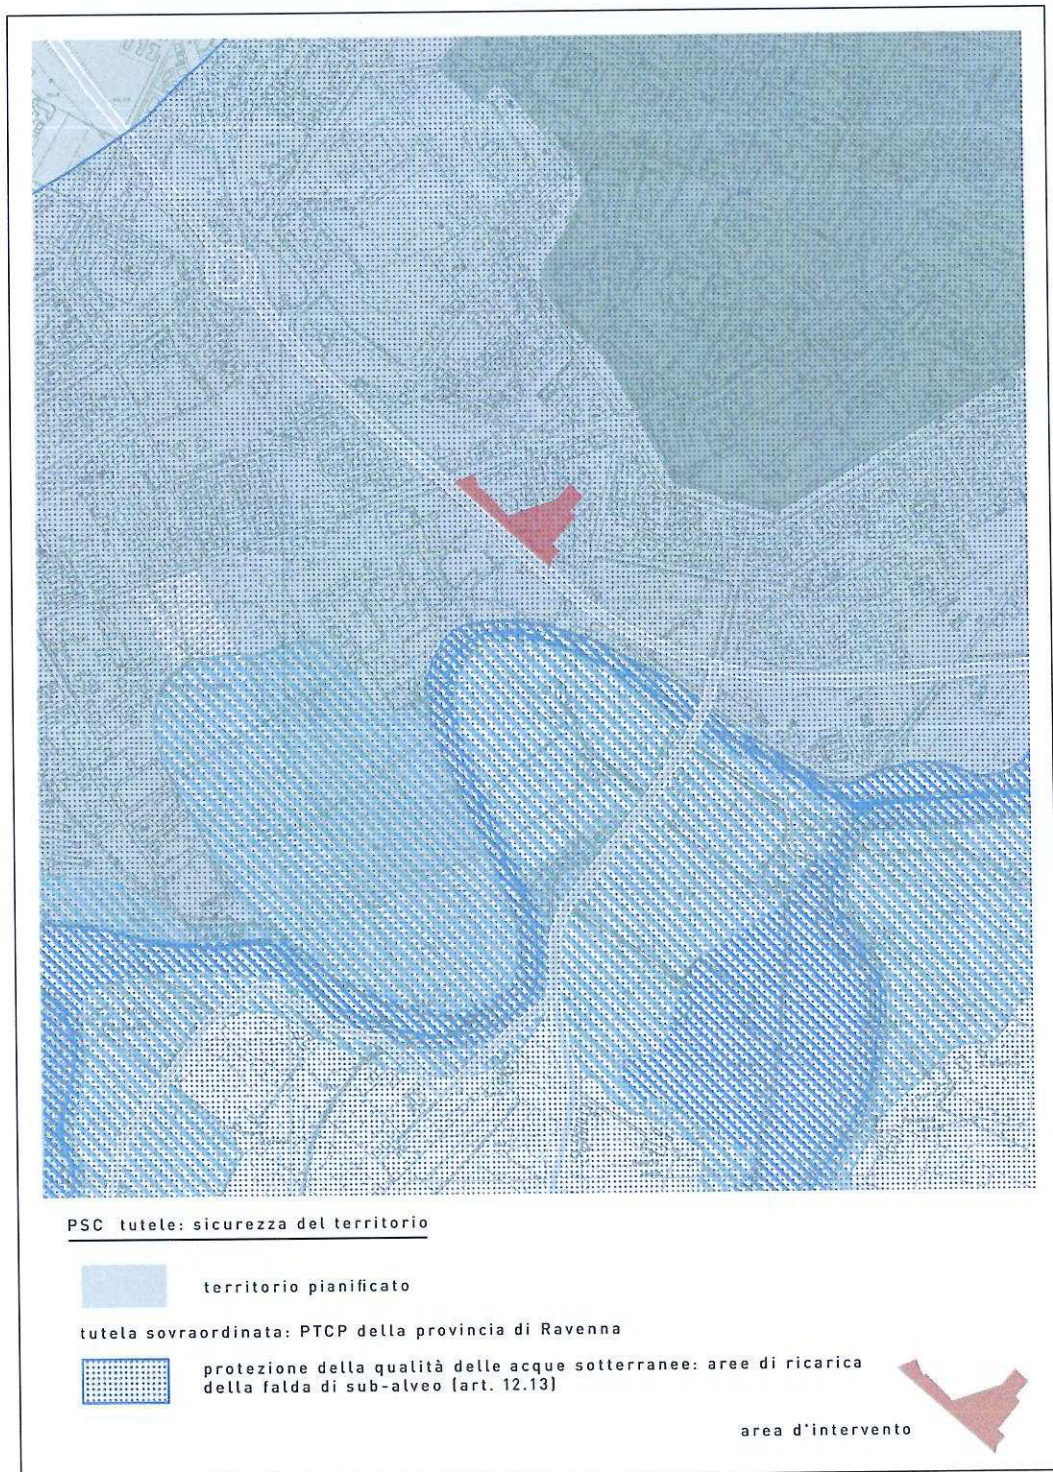 PSC tutele: sicurezza del territorio
territorio pianificato
tutela sovraordinata: PTCP della provincia di Ravenna
protezione della qualità delle acque sotterranee: aree di ricarica
della falda di sub-alveo (art. 12.13)
area d'intervento